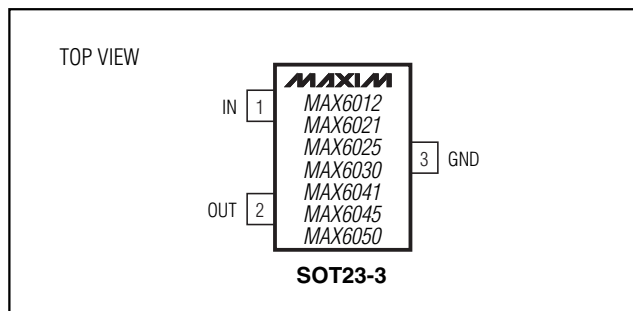 TOP VIEW
MAXIM
IN 1
MAX6012
MAX6021
MAX6025
MAX6030
3 GND
MAX6041
OUT 2
MAX6045
MAX6050
SOT23-3